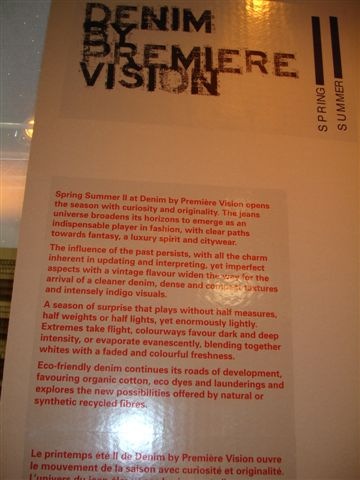 DENIM
BY
PREMIERE
VISION
SPRING
SUMMER
II
Spring Summer II at Denim by Première Vision opens
the season with curiosity and originality. The jeans
universe broadens its horizons to emerge as an
indispensable player in fashion, with clear paths
towards fantasy, a luxury spirit and citywear.
The influence of the past persists, with all the charm
inherent in updating and interpreting, yet imperfect
aspects with a vintage flavour widen the way for the
arrival of a cleaner denim, dense and compact textures
and intensely indigo visuals.
A season of surprise that plays without half measures,
half weights or half lights, yet enormously lightly.
Extremes take flight, colourways favour dark and deep
intensity, or evaporate evanescently, blending together
whites with a faded and colourful freshness.
Eco-friendly denim continues its roads of development,
favouring organic cotton, eco dyes and launderings and
explores the new possibilities offered by natural or
synthetic recycled fibres.
Le printemps été II de Denim by Première Vision ouvre
le mouvement de la saison avec curiosité et originalité.
L'univers du jean